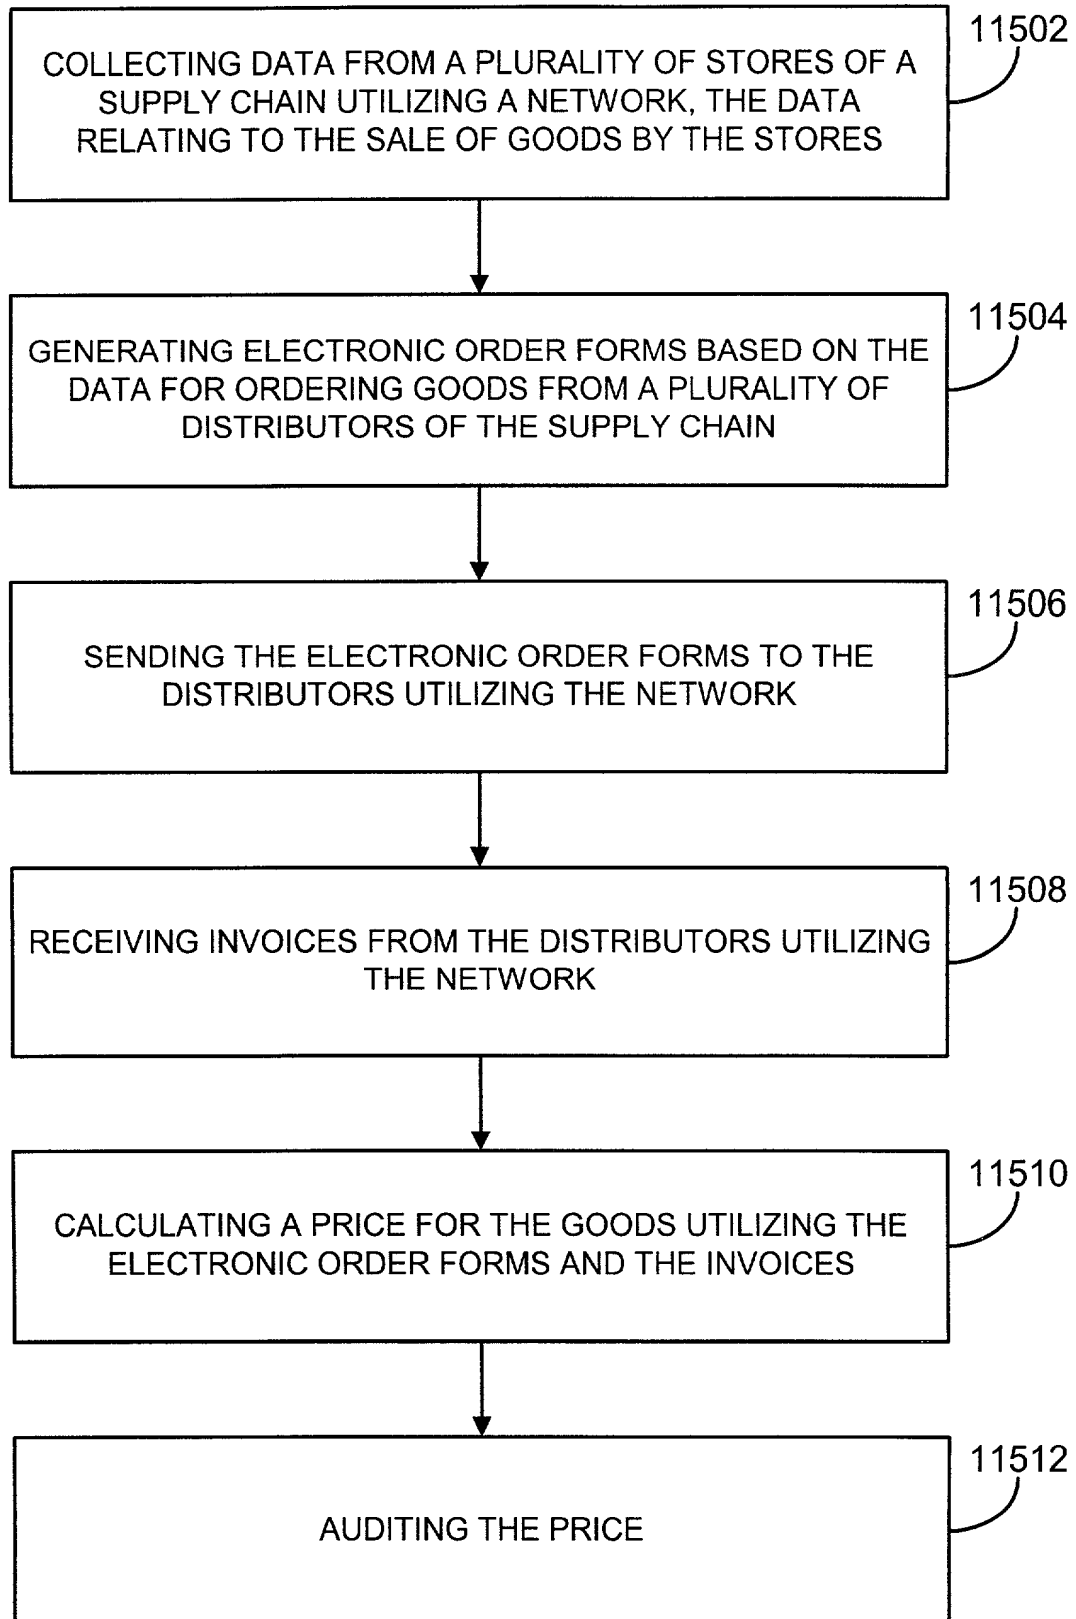 11502
COLLECTING DATA FROM A PLURALITY OF STORES OF A
SUPPLY CHAIN UTILIZING A NETWORK, THE DATA
RELATING TO THE SALE OF GOODS BY THE STORES
11504
GENERATING ELECTRONIC ORDER FORMS BASED ON THE
DATA FOR ORDERING GOODS FROM A PLURALITY OF
DISTRIBUTORS OF THE SUPPLY CHAIN
11506
SENDING THE ELECTRONIC ORDER FORMS TO THE
DISTRIBUTORS UTILIZING THE NETWORK
11508
RECEIVING INVOICES FROM THE DISTRIBUTORS UTILIZING
THE NETWORK
11510
CALCULATING A PRICE FOR THE GOODS UTILIZING THE
ELECTRONIC ORDER FORMS AND THE INVOICES
11512
AUDITING THE PRICE